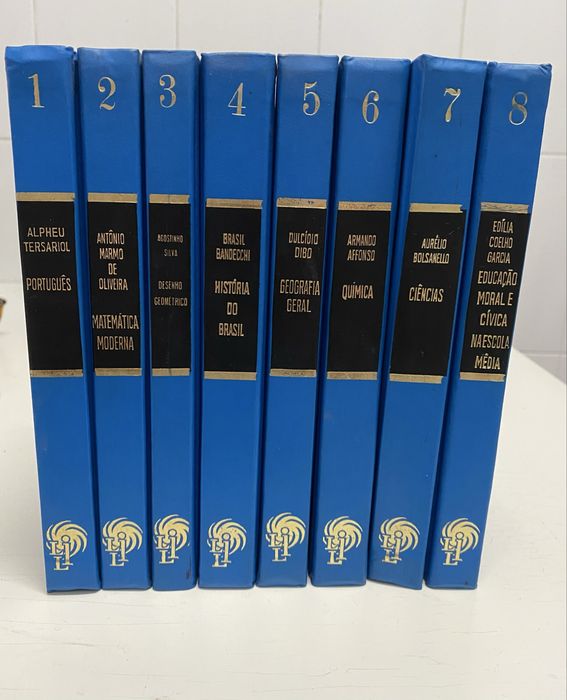 1
ALPHEU
TERSARIOL
PORTUGUÊS
2
ANTÔNIO
MARMO
DE
OLIVEIRA
MATEMÁTICA
MODERNA
3
AGOSTINHO
SILVA
DESENHO
GEOMÉTRICO
4
BRASIL
BANDECCHI
HISTÓRIA
DO
BRASIL
5
DULCÍDIO
DIBO
GEOGRAFIA
GERAL
6
ARMANDO
AFFONSO
QUÍMICA
7
AURÉLIO
BOLSANELLO
CIÊNCIAS
8
EDÍLIA
COELHO
GARCIA
EDUCAÇÃO
MORAL E
CÍVICA
NA ESCOLA
MÉDIA